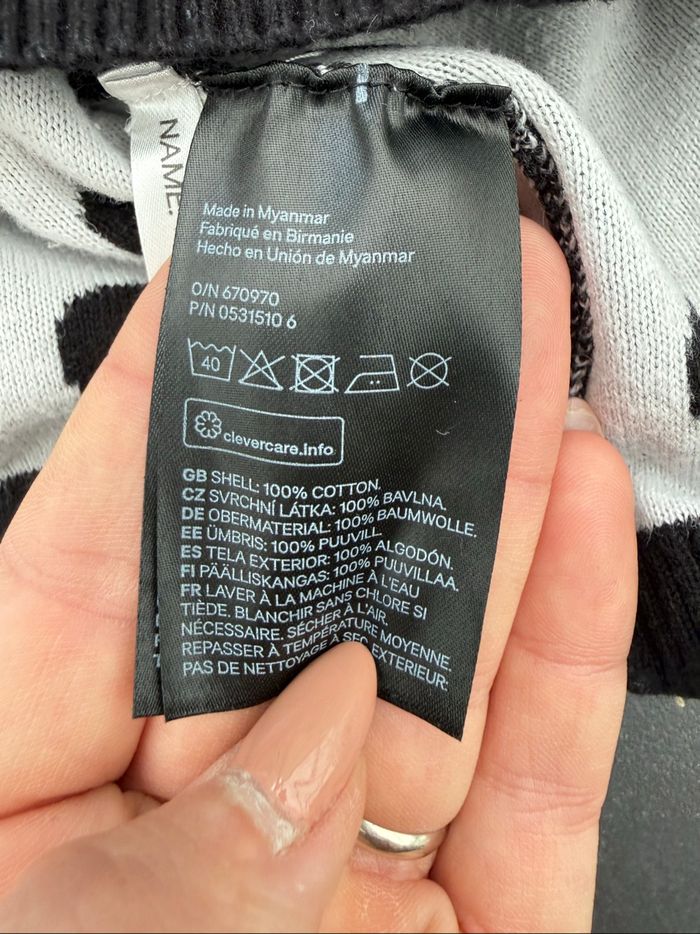 NAME:
Made in Myanmar
Fabriqué en Birmanie
Hecho en Unión de Myanmar
O/N 670970
P/N 0531510 6
40
clevercare.info
GB SHELL: 100% COTTON.
CZ SVRCHNÍ LÁTKA: 100% BAVLNA.
DE OBERMATERIAL: 100% BAUMWOLLE.
EE ÜMBRIS: 100% PUUVILL.
ES TELA EXTERIOR: 100% ALGODÓN.
FI PÄÄLLISKANGAS: 100% PUUVILLAA.
FR LAVER À LA MACHINE À L'EAU
TIÈDE. BLANCHIR SANS CHLORE SI
NÉCESSAIRE. SÉCHER À L'AIR.
REPASSER À TEMPÉRATURE MOYENNE.
PAS DE NETTOYAGE À SEC. EXTERIEUR: